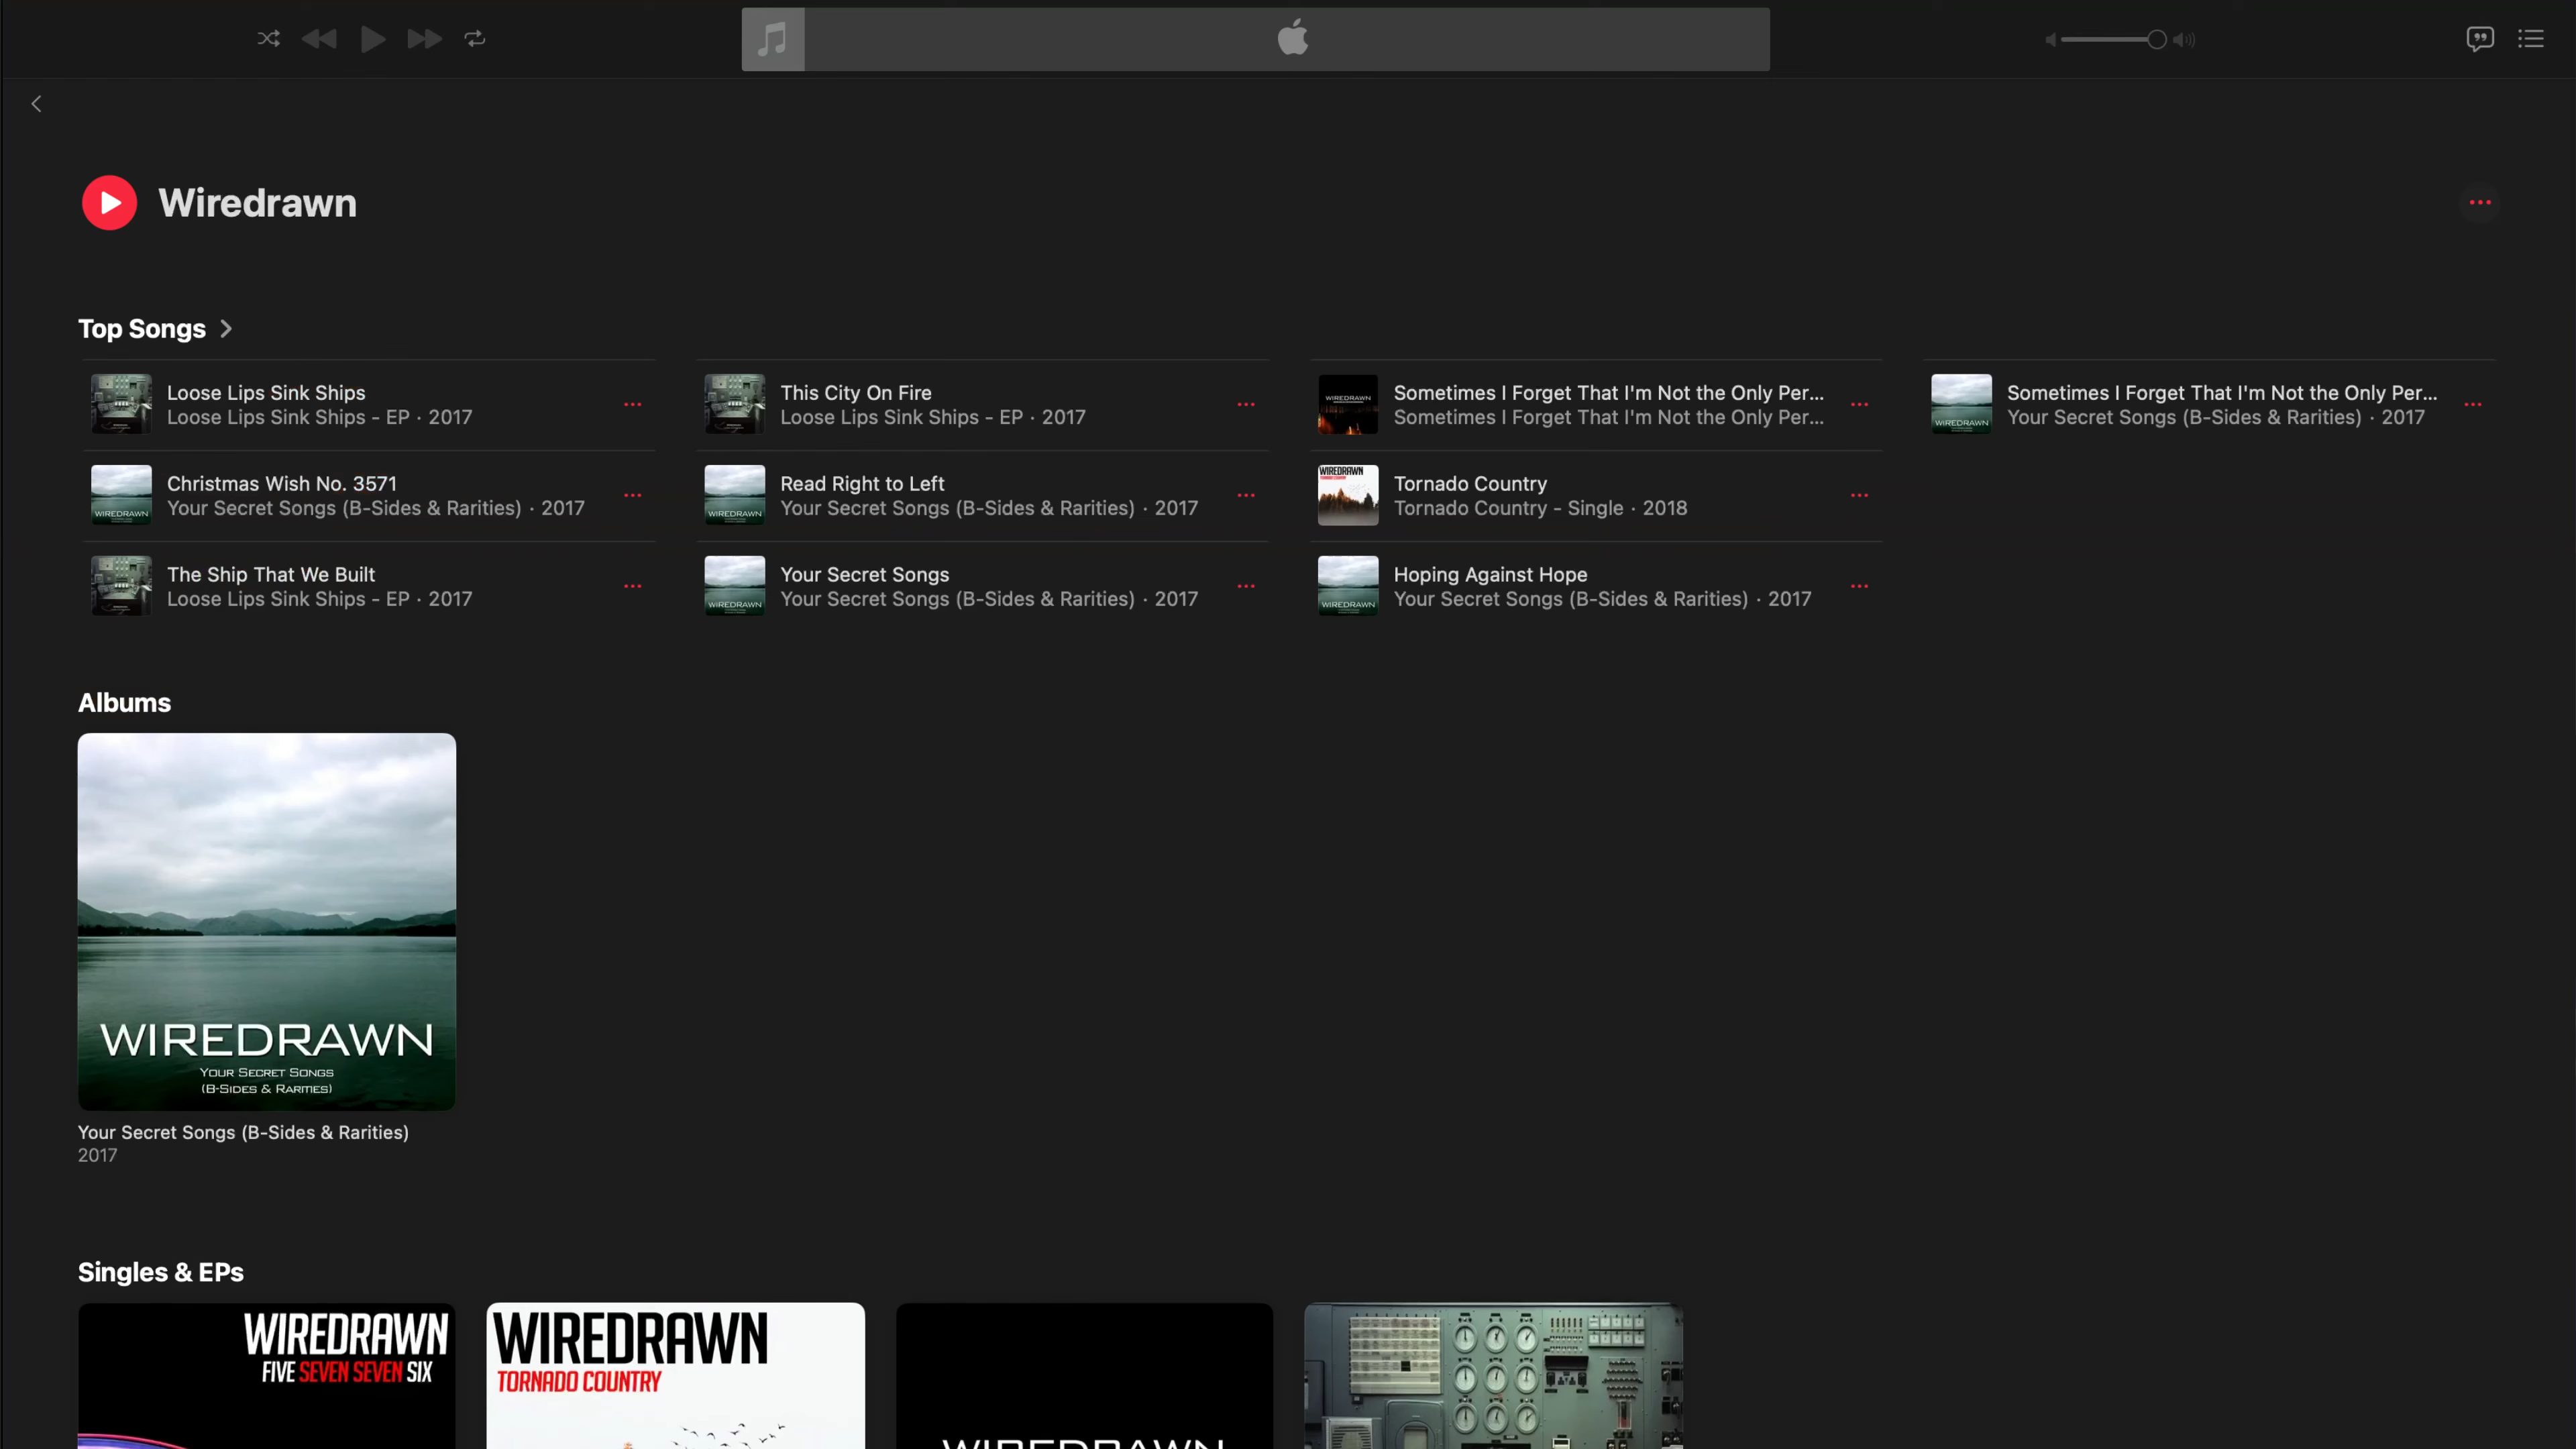 Wiredrawn
Top Songs
Loose Lips Sink Ships
Loose Lips Sink Ships - EP · 2017
This City On Fire
Loose Lips Sink Ships - EP · 2017
Sometimes I Forget That I'm Not the Only Per...
Sometimes I Forget That I'm Not the Only Per...
Sometimes I Forget That I'm Not the Only Per...
Your Secret Songs (B-Sides & Rarities) · 2017
Christmas Wish No. 3571
Your Secret Songs (B-Sides & Rarities) · 2017
Read Right to Left
Your Secret Songs (B-Sides & Rarities) · 2017
Tornado Country
Tornado Country - Single · 2018
The Ship That We Built
Loose Lips Sink Ships - EP · 2017
Your Secret Songs
Your Secret Songs (B-Sides & Rarities) · 2017
Hoping Against Hope
Your Secret Songs (B-Sides & Rarities) · 2017
Albums
WIREDRAWN
YOUR SECRET SONGS
(B-SIDES & RARITIES)
Your Secret Songs (B-Sides & Rarities)
2017
Singles & EPs
WIREDRAWN
FIVE SEVEN SEVEN SIX
WIREDRAWN
TORNADO COUNTRY
WIREDRAWN